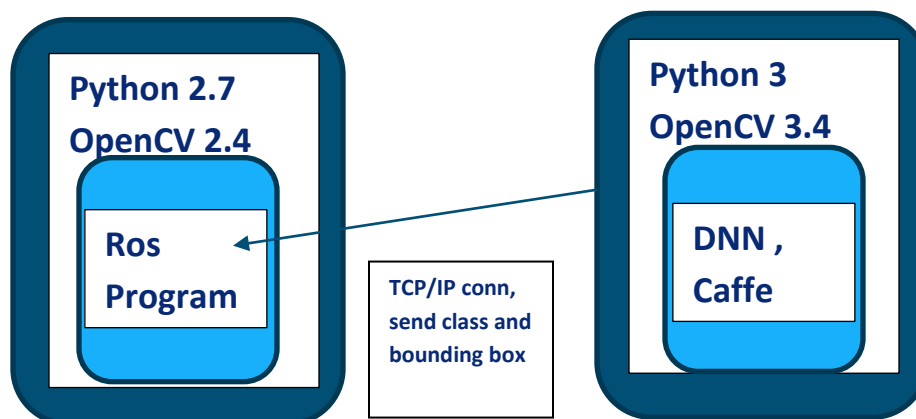 Python 2.7
OpenCV 2.4
Ros
Program
TCP/IP conn,
send class and
bounding box
Python 3
OpenCV 3.4
DNN ,
Caffe